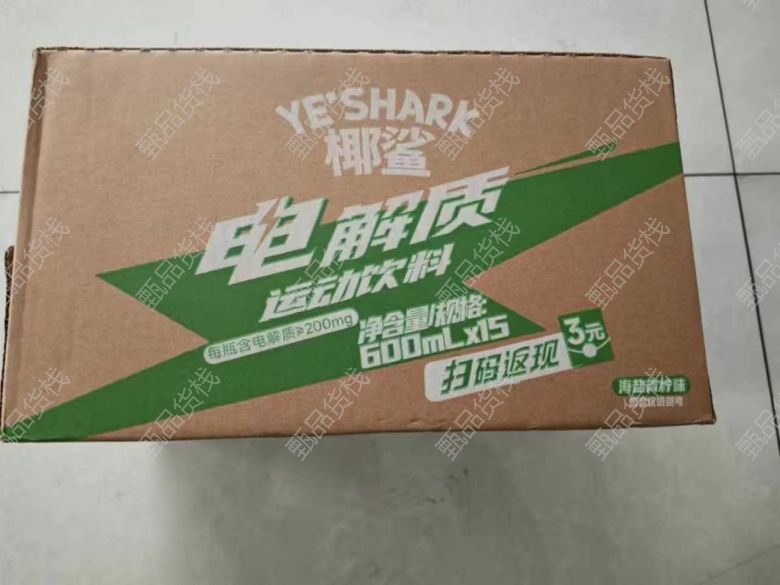 YE'SHARK
椰鲨
电解质
运动饮料
每瓶含电解质≥200mg
净含量/规格:
600mL×15
扫码返现
3元
海盐青柠味
甄品货栈